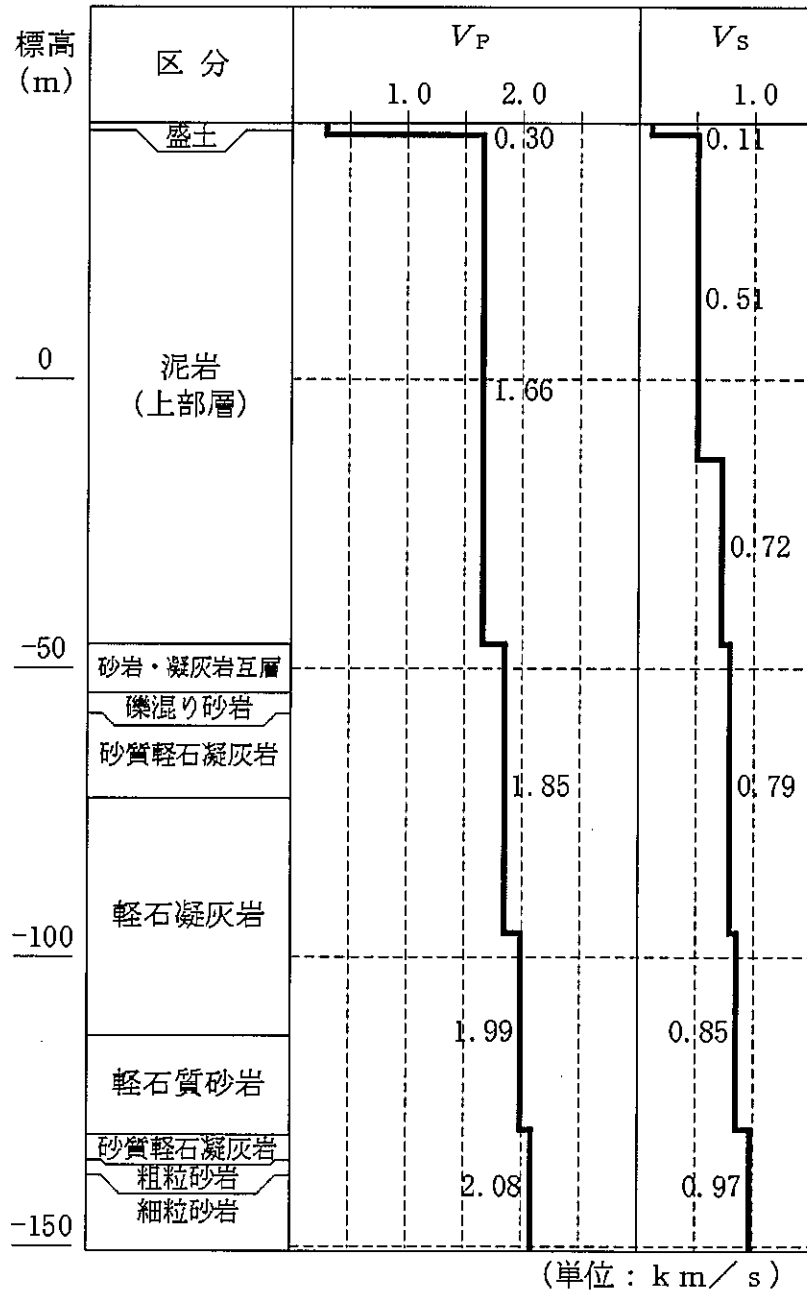 標高
(m)
区分
VP
VS
1.0 2.0
1.0
盛土
0.30
0.11
0.51
0
泥岩
(上部層)
1.66
0.72
-50
砂岩・凝灰岩互層
礫混り砂岩
砂質軽石凝灰岩
1.85
0.79
軽石凝灰岩
-100
1.99
0.85
軽石質砂岩
砂質軽石凝灰岩
粗粒砂岩
2.08
0.97
細粒砂岩
-150
(単位:km/s)